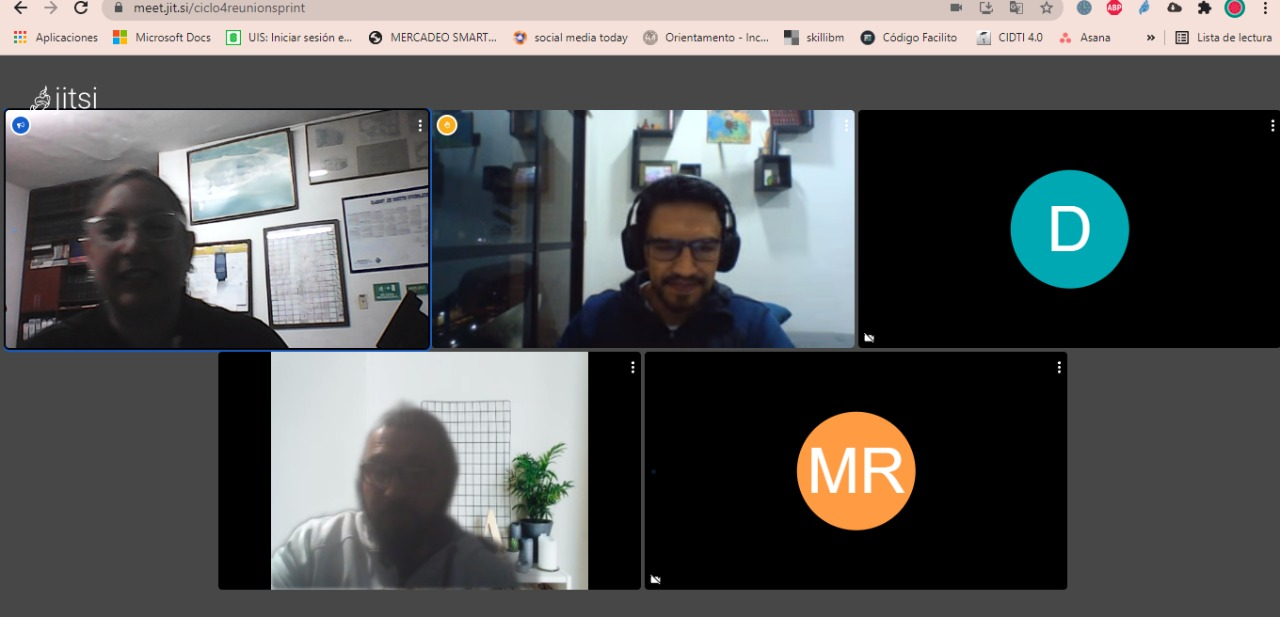 meet.jit.si/ciclo4reunionsprint
ABP
Aplicaciones
Microsoft Docs
UIS: Iniciar sesión e...
MERCADEO SMART...
social media today
Orientamento - Inc...
skillibm
Código Facilito
CIDTI 4.0
Asana
»
Lista de lectura
jitsi
D
MR